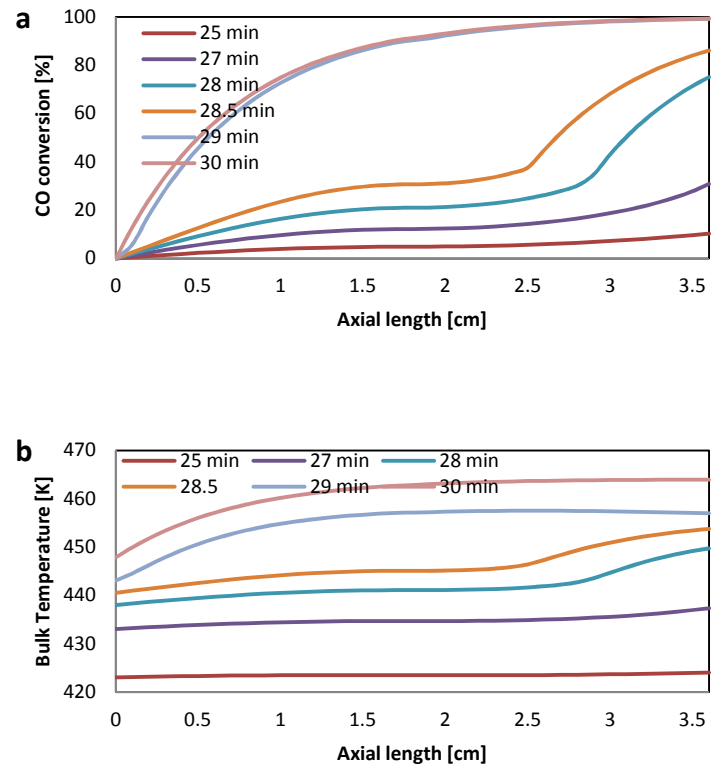 a
100
80
60
40
20
0
CO conversion [%]
25 min
27 min
28 min
28.5 min
29 min
30 min
0 0.5 1 1.5 2 2.5 3 3.5
Axial length [cm]
b
470
460
450
440
430
420
Bulk Temperature [K]
25 min 27 min 28 min
28.5 29 min 30 min
0 0.5 1 1.5 2 2.5 3 3.5
Axial length [cm]